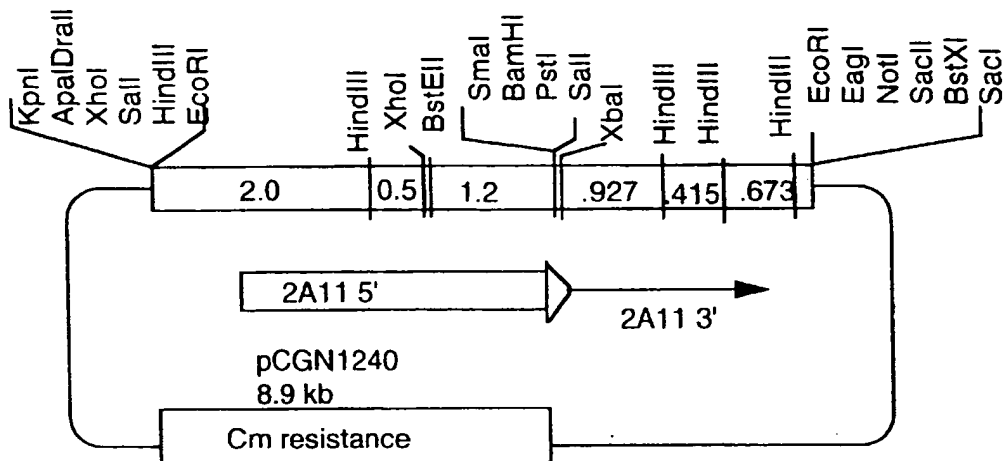 KpnI
ApaIDraII
XhoI
SalI
HindIII
EcoRI
HindIII
XhoI
BstEII
SmaI
BamHI
PstI
SalI
XbaI
HindIII
HindIII
HindIII
EcoRI
EagI
NotI
SacII
BstXI
SacI
2.0
0.5
1.2
.927
.415
.673
2A11 5'
2A11 3'
pCGN1240
8.9 kb
Cm resistance